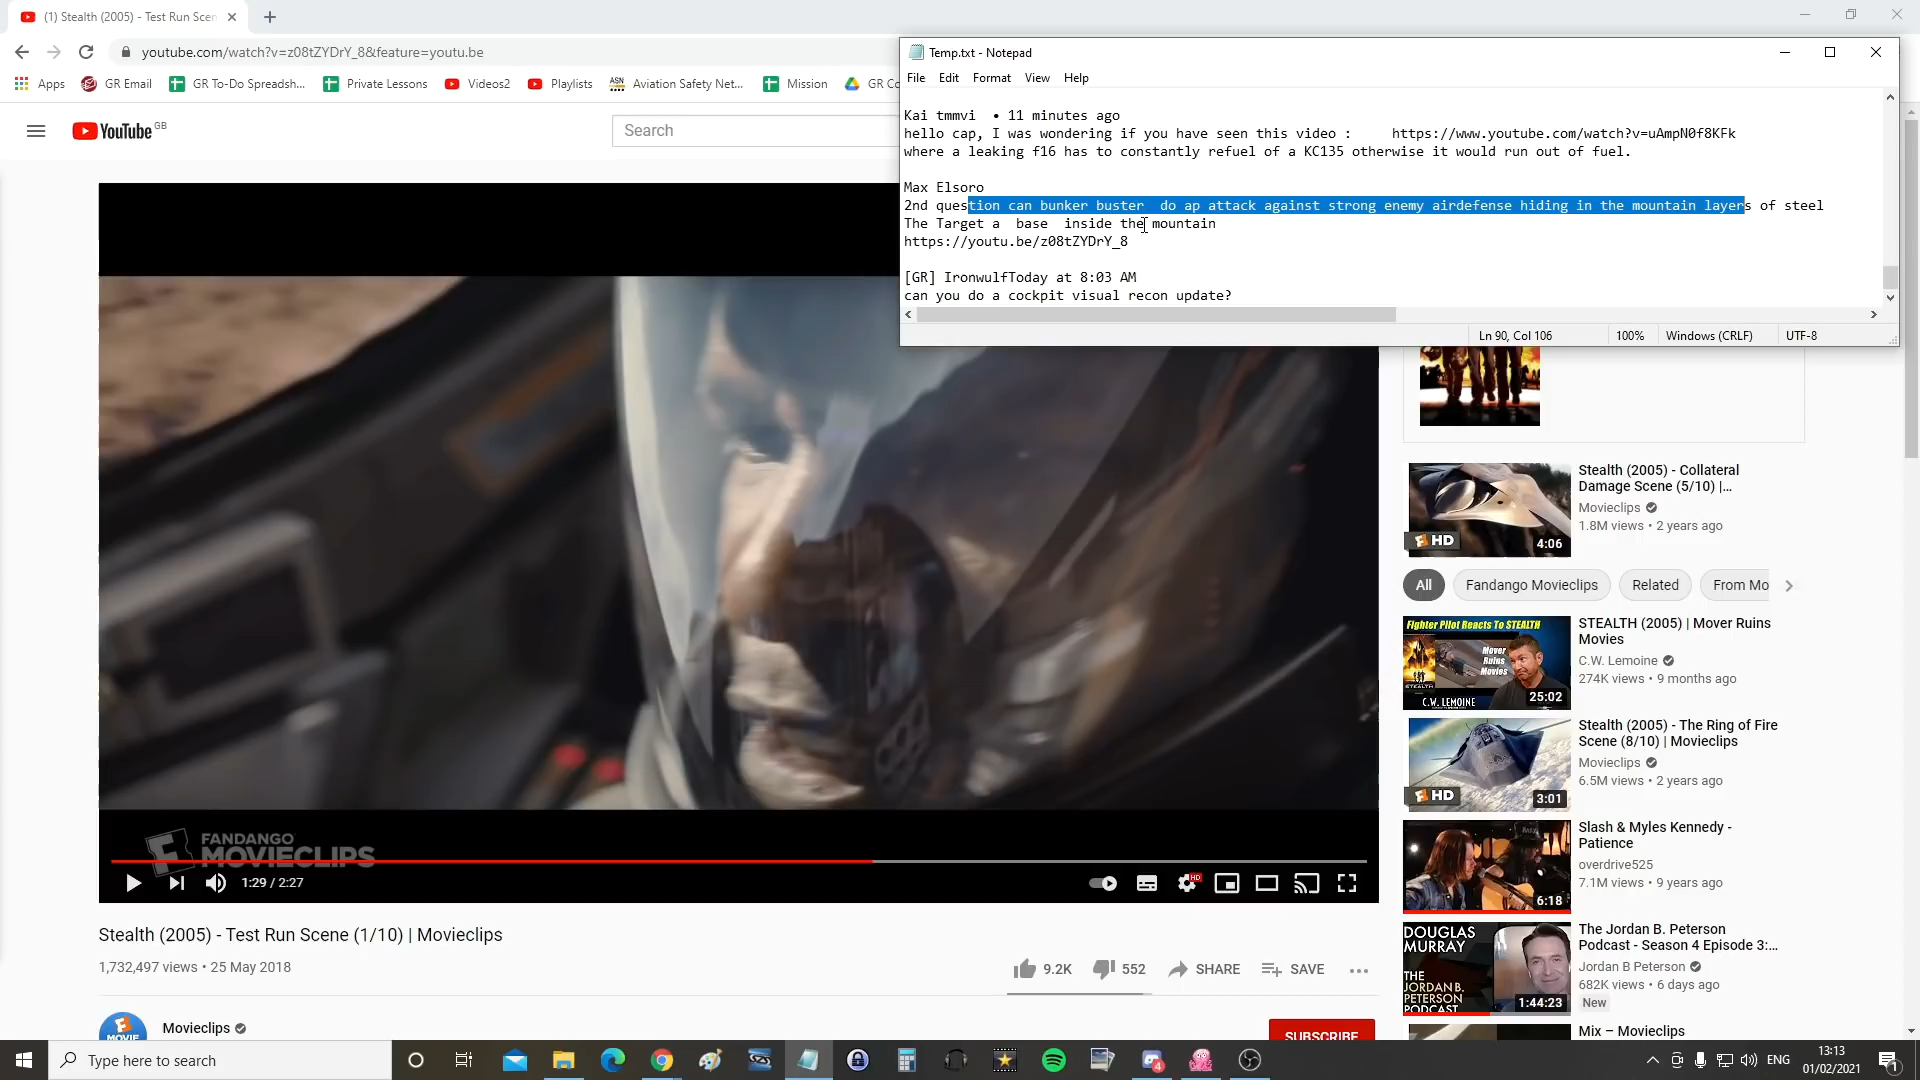 (1) Stealth (2005) - Test Run Scen
youtube.com/watch?v=z08tZYDrY_8&feature=youtu.be
Apps
GR Email
GR To-Do Spreadsh...
Private Lessons
Videos2
Playlists
ASN
Aviation Safety Net...
Mission
GR Co
YouTube GB
Search
Temp.txt - Notepad
File Edit Format View Help
Kai tmmvi • 11 minutes ago
hello cap, I was wondering if you have seen this video : https://www.youtube.com/watch?v=uAmpN0f8KFk
where a leaking f16 has to constantly refuel of a KC135 otherwise it would run out of fuel.
Max Elsoro
2nd question can bunker buster do ap attack against strong enemy airdefense hiding in the mountain layers of steel
The Target a base inside the mountain
https://youtu.be/z08tZYDrY_8
[GR] IronwulfToday at 8:03 AM
can you do a cockpit visual recon update?
Ln 90, Col 106
100%
Windows (CRLF)
UTF-8
FANDANGO
MOVIECLIPS
1:29 / 2:27
HD
Stealth (2005) - Test Run Scene (1/10) | Movieclips
1,732,497 views • 25 May 2018
9.2K
552
SHARE
SAVE
Movieclips
MOVIE
SUBSCRIBE
HD
4:06
Stealth (2005) - Collateral
Damage Scene (5/10) |...
Movieclips
1.8M views • 2 years ago
All
Fandango Movieclips
Related
From Mo
Fighter Pilot Reacts To STEALTH
Mover
Ruins
Movies
STEALTH
C.W. LEMOINE
25:02
STEALTH (2005) | Mover Ruins
Movies
C.W. Lemoine
274K views • 9 months ago
HD
3:01
Stealth (2005) - The Ring of Fire
Scene (8/10) | Movieclips
Movieclips
6.5M views • 2 years ago
6:18
Slash & Myles Kennedy -
Patience
overdrive525
7.1M views • 9 years ago
DOUGLAS
MURRAY
THE
JORDAN B.
PETERSON
PODCAST
1:44:23
The Jordan B. Peterson
Podcast - Season 4 Episode 3:...
Jordan B Peterson
682K views • 6 days ago
New
Mix – Movieclips
Type here to search
4
ENG
13:13
01/02/2021
1